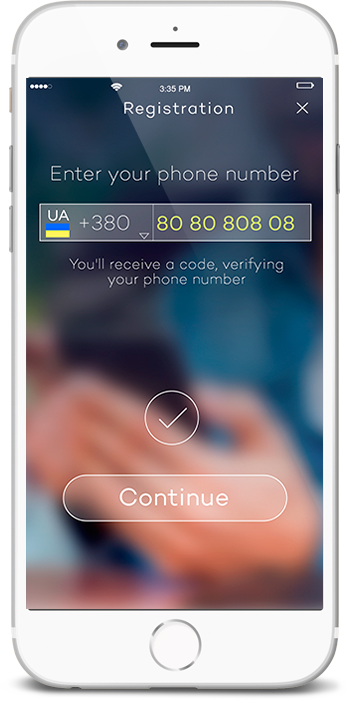 3:35 PM
Registration
Enter your phone number
UA
+380 80 80 808 08
You'll receive a code, verifying
your phone number
Continue